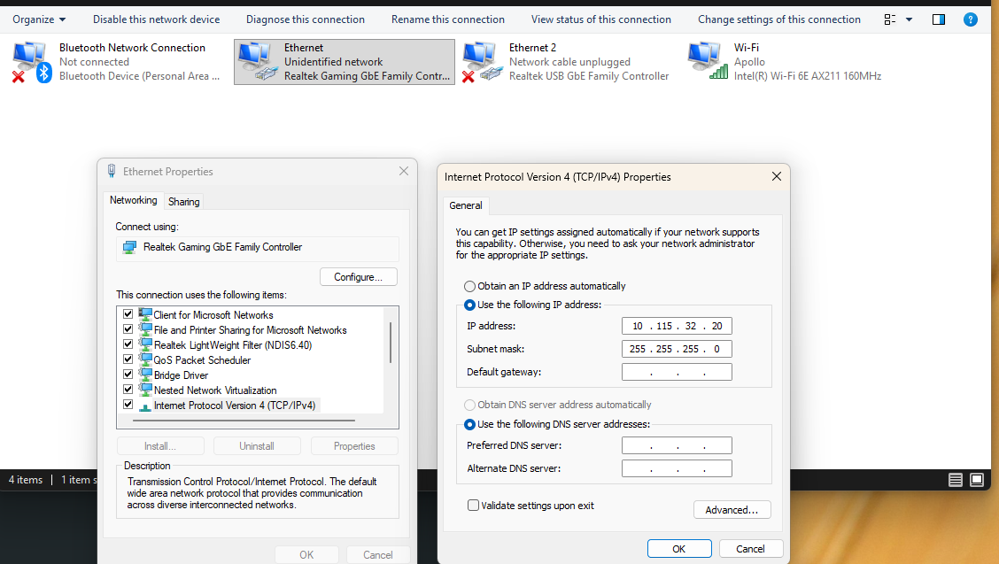 Organize Disable this network device Diagnose this connection Rename this connection View status of this connection Change settings of this connection
Bluetooth Network Connection
Not connected
Bluetooth Device (Personal Area ...
Ethernet
Unidentified network
Realtek Gaming GbE Family Contr...
Ethernet 2
Network cable unplugged
Realtek USB GbE Family Controller
Wi-Fi
Apollo
Intel(R) Wi-Fi 6E AX211 160MHz
Ethernet Properties
Networking Sharing
Connect using:
Realtek Gaming GbE Family Controller
Configure...
This connection uses the following items:
Client for Microsoft Networks
File and Printer Sharing for Microsoft Networks
Realtek LightWeight Filter (NDIS6.40)
QoS Packet Scheduler
Bridge Driver
Nested Network Virtualization
Internet Protocol Version 4 (TCP/IPv4)
Install... Uninstall Properties
Description
Transmission Control Protocol/Internet Protocol. The default
wide area network protocol that provides communication
across diverse interconnected networks.
OK Cancel
Internet Protocol Version 4 (TCP/IPv4) Properties
General
You can get IP settings assigned automatically if your network supports
this capability. Otherwise, you need to ask your network administrator
for the appropriate IP settings.
Obtain an IP address automatically
Use the following IP address:
IP address: 10 . 115 . 32 . 20
Subnet mask: 255 . 255 . 255 . 0
Default gateway: . . .
Obtain DNS server address automatically
Use the following DNS server addresses:
Preferred DNS server: . . .
Alternate DNS server: . . .
Validate settings upon exit
Advanced...
OK Cancel
4 items 1 item s